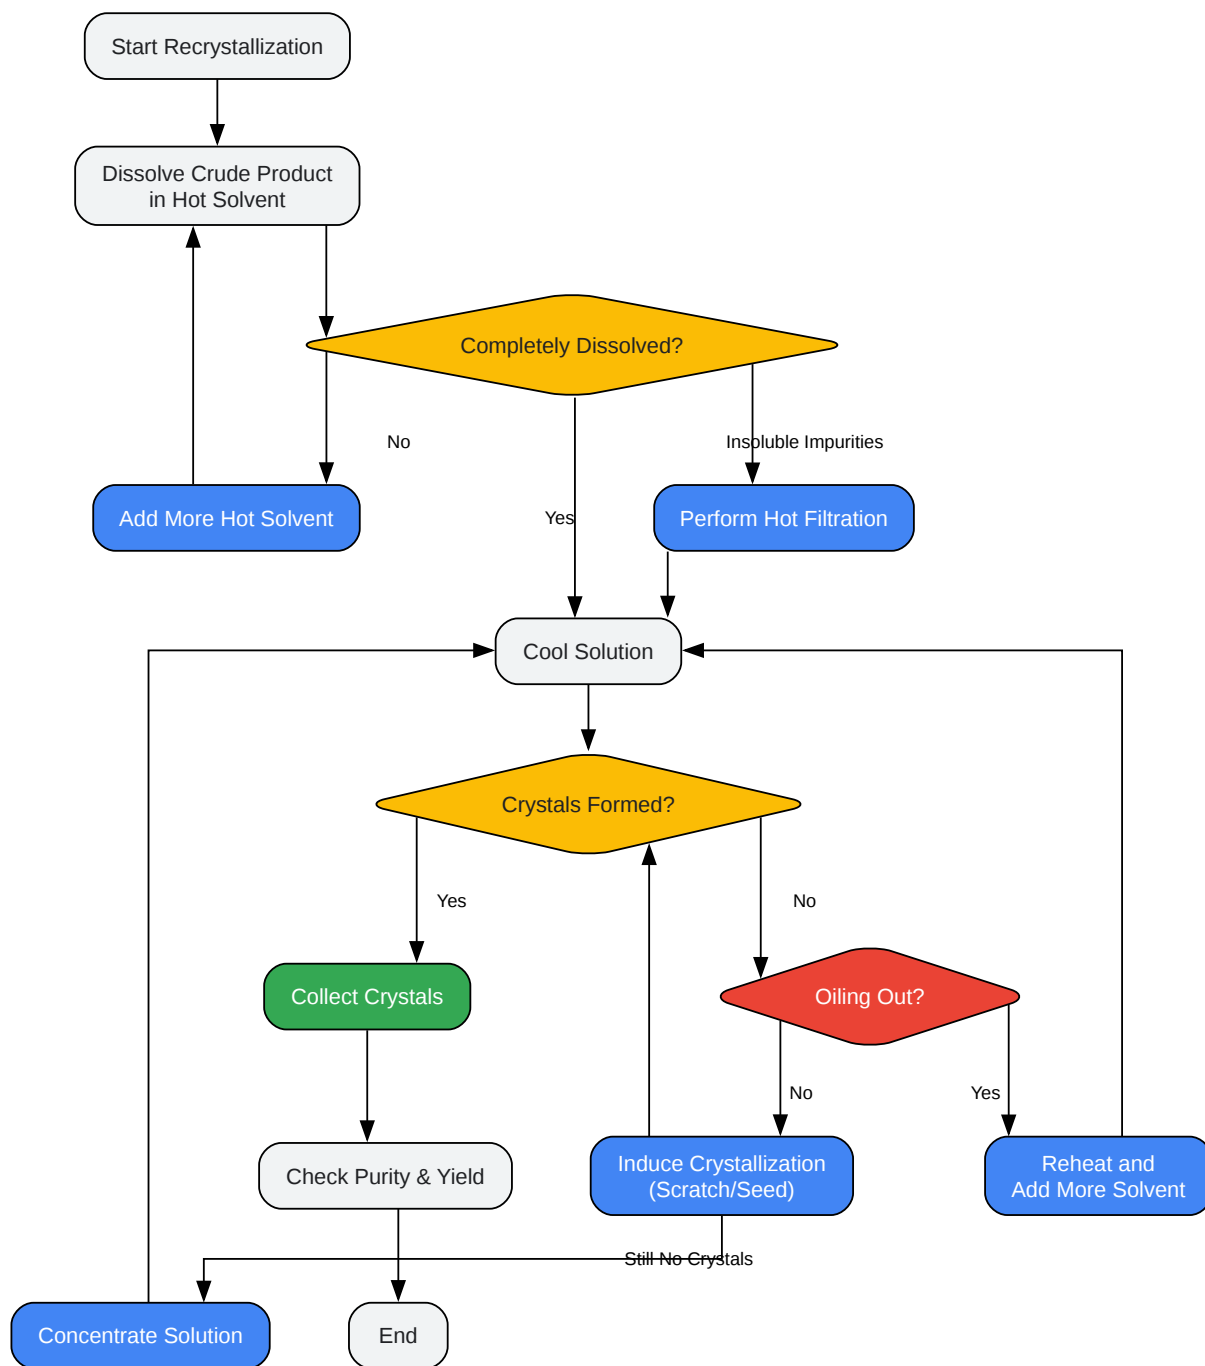 Start Recrystallization
Dissolve Crude Product
in Hot Solvent
Completely Dissolved?
No
Insoluble Impurities
Add More Hot Solvent
Yes
Perform Hot Filtration
Cool Solution
Crystals Formed?
Yes
No
Collect Crystals
Oiling Out?
No
Yes
Check Purity & Yield
Induce Crystallization
(Scratch/Seed)
Reheat and
Add More Solvent
Still No Crystals
Concentrate Solution
End